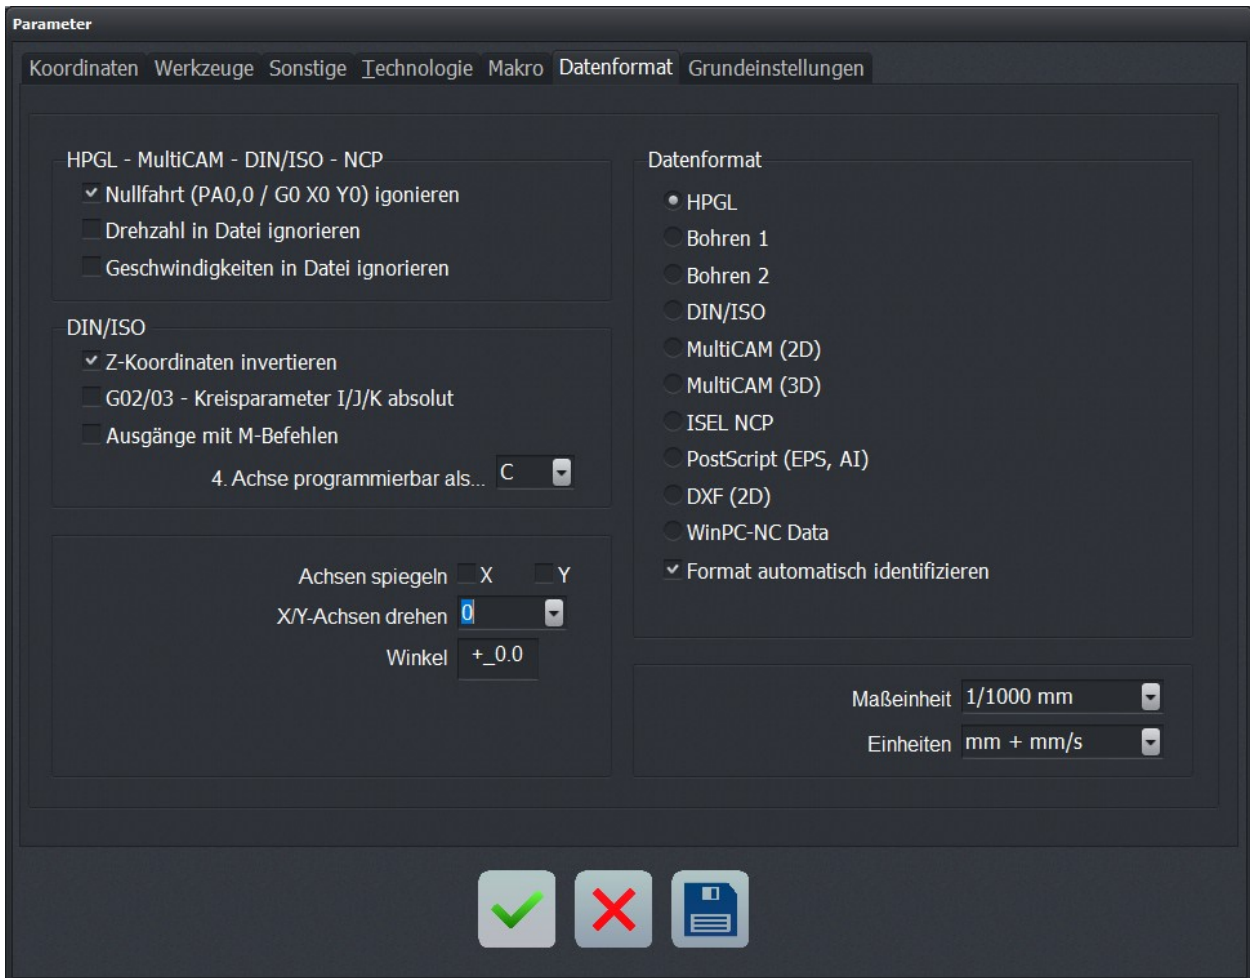 Parameter
Koordinaten Werkzeuge Sonstige Technologie Makro Datenformat Grundeinstellungen
HPGL - MultiCAM - DIN/ISO - NCP
Nullfahrt (PA0,0 / G0 X0 Y0) igonieren
Drehzahl in Datei ignorieren
Geschwindigkeiten in Datei ignorieren
DIN/ISO
Z-Koordinaten invertieren
G02/03 - Kreisparameter I/J/K absolut
Ausgänge mit M-Befehlen
4. Achse programmierbar als... C
Achsen spiegeln X Y
X/Y-Achsen drehen 0
Winkel +_0.0
Datenformat
HPGL
Bohren 1
Bohren 2
DIN/ISO
MultiCAM (2D)
MultiCAM (3D)
ISEL NCP
PostScript (EPS, AI)
DXF (2D)
WinPC-NC Data
Format automatisch identifizieren
Maßeinheit 1/1000 mm
Einheiten mm + mm/s